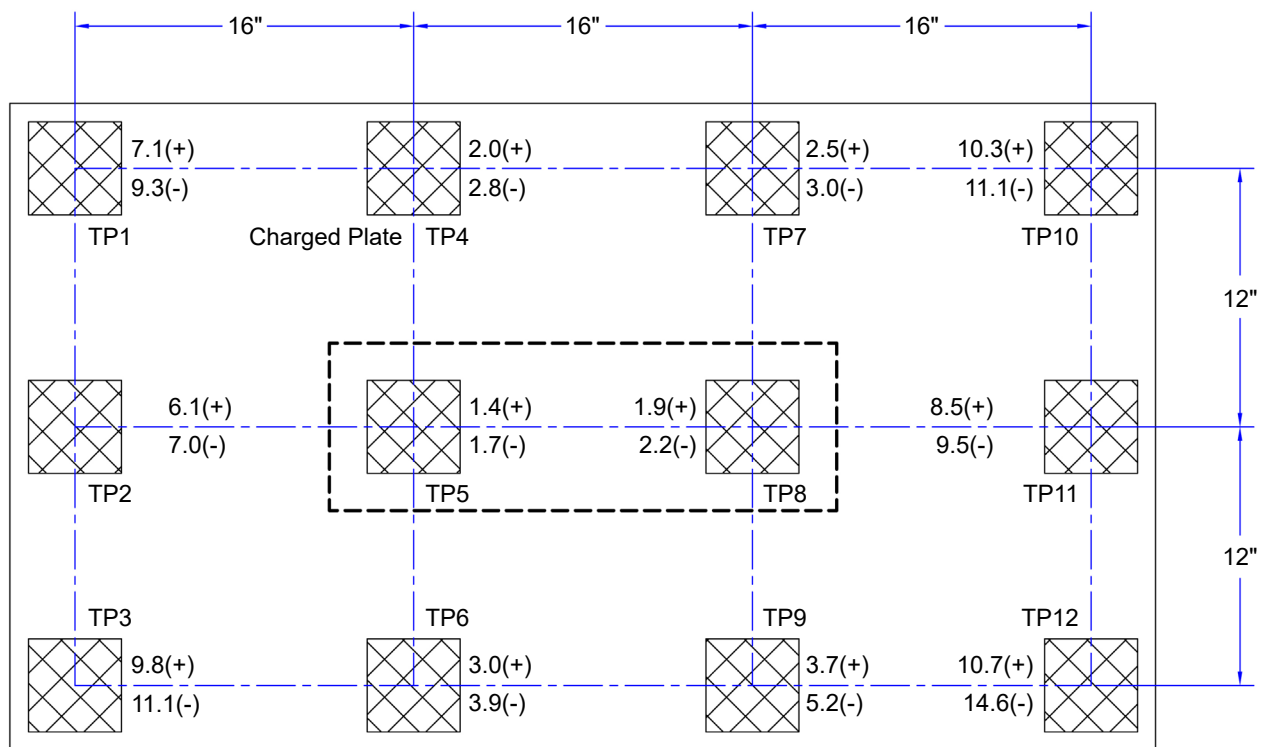 16" 16" 16"
7.1(+) 2.0(+) 2.5(+) 10.3(+)
9.3(-) 2.8(-) 3.0(-) 11.1(-)
TP1 Charged Plate TP4 TP7 TP10
12"
6.1(+) 1.4(+) 1.9(+) 8.5(+)
7.0(-) 1.7(-) 2.2(-) 9.5(-)
TP2 TP5 TP8 TP11
12"
TP3 TP6 TP9 TP12
9.8(+) 3.0(+) 3.7(+) 10.7(+)
11.1(-) 3.9(-) 5.2(-) 14.6(-)